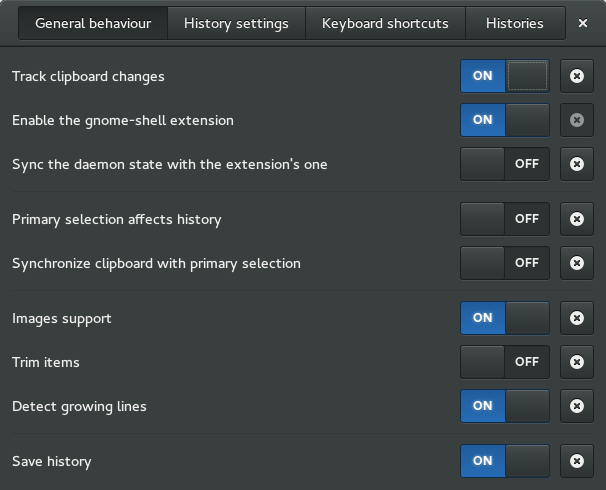 General behaviour History settings Keyboard shortcuts Histories
Track clipboard changes ON
Enable the gnome-shell extension ON
Sync the daemon state with the extension's one OFF
Primary selection affects history OFF
Synchronize clipboard with primary selection OFF
Images support ON
Trim items OFF
Detect growing lines ON
Save history ON